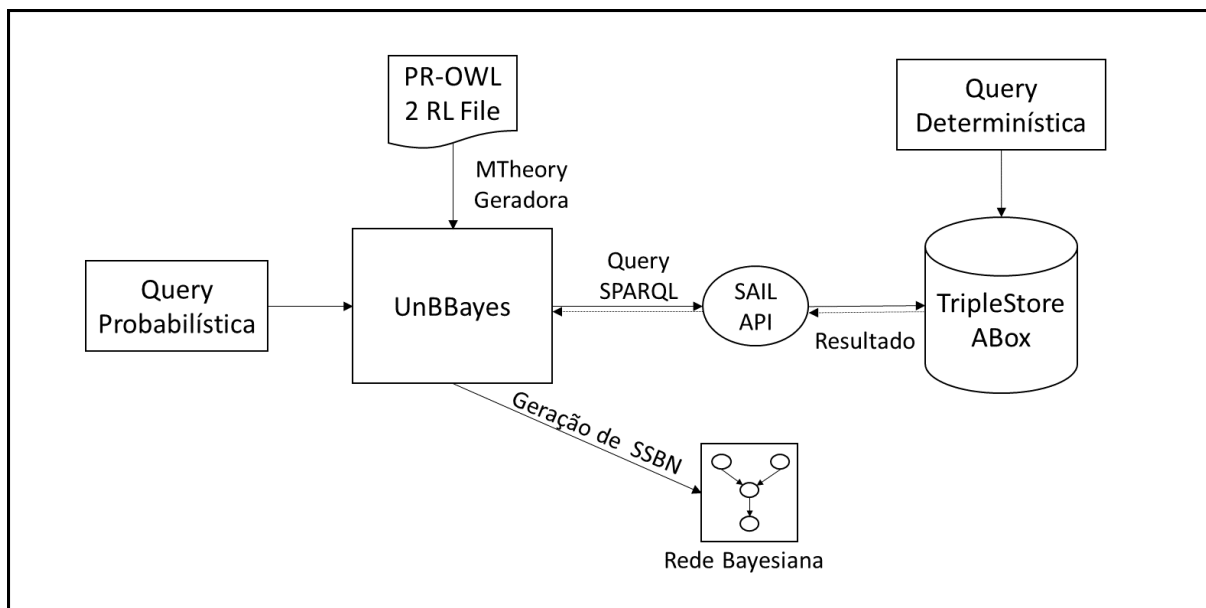 PR-OWL
2 RL File
Query
Determinística
MTheory
Geradora
Query
Probabilística
UnBBayes
Query
SPARQL
SAIL
API
Resultado
TripleStore
ABox
Geração de SSBN
Rede Bayesiana